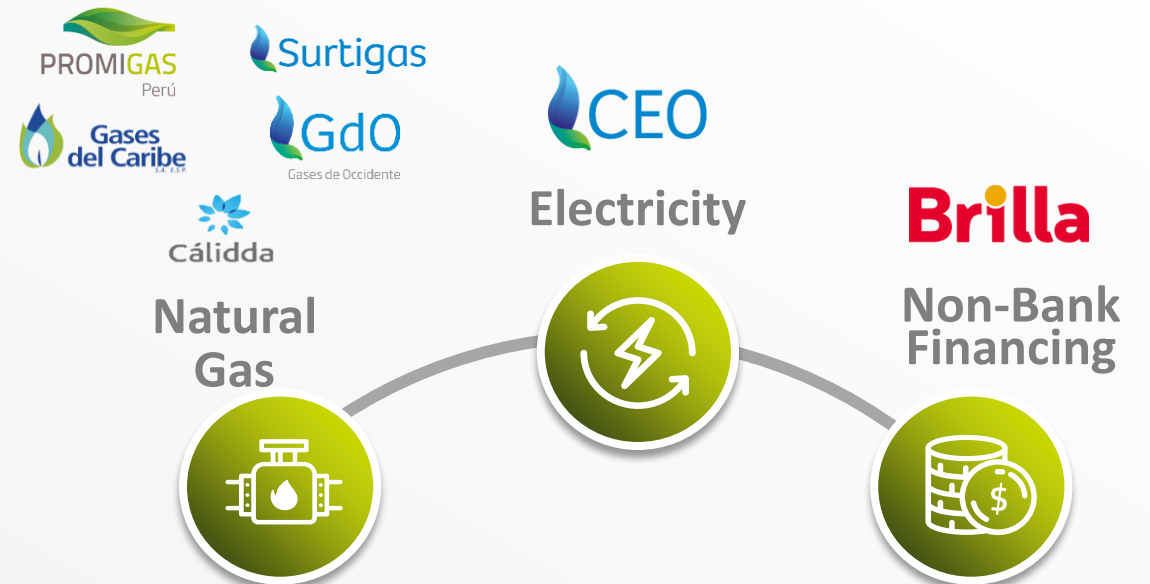 PROMIGAS
Perú
Surtigas
Gases
del Caribe
S.A. E.S.P.
GdO
Gases de Occidente
Cálidda
Natural
Gas
CEO
Electricity
Brilla
Non-Bank
Financing
$